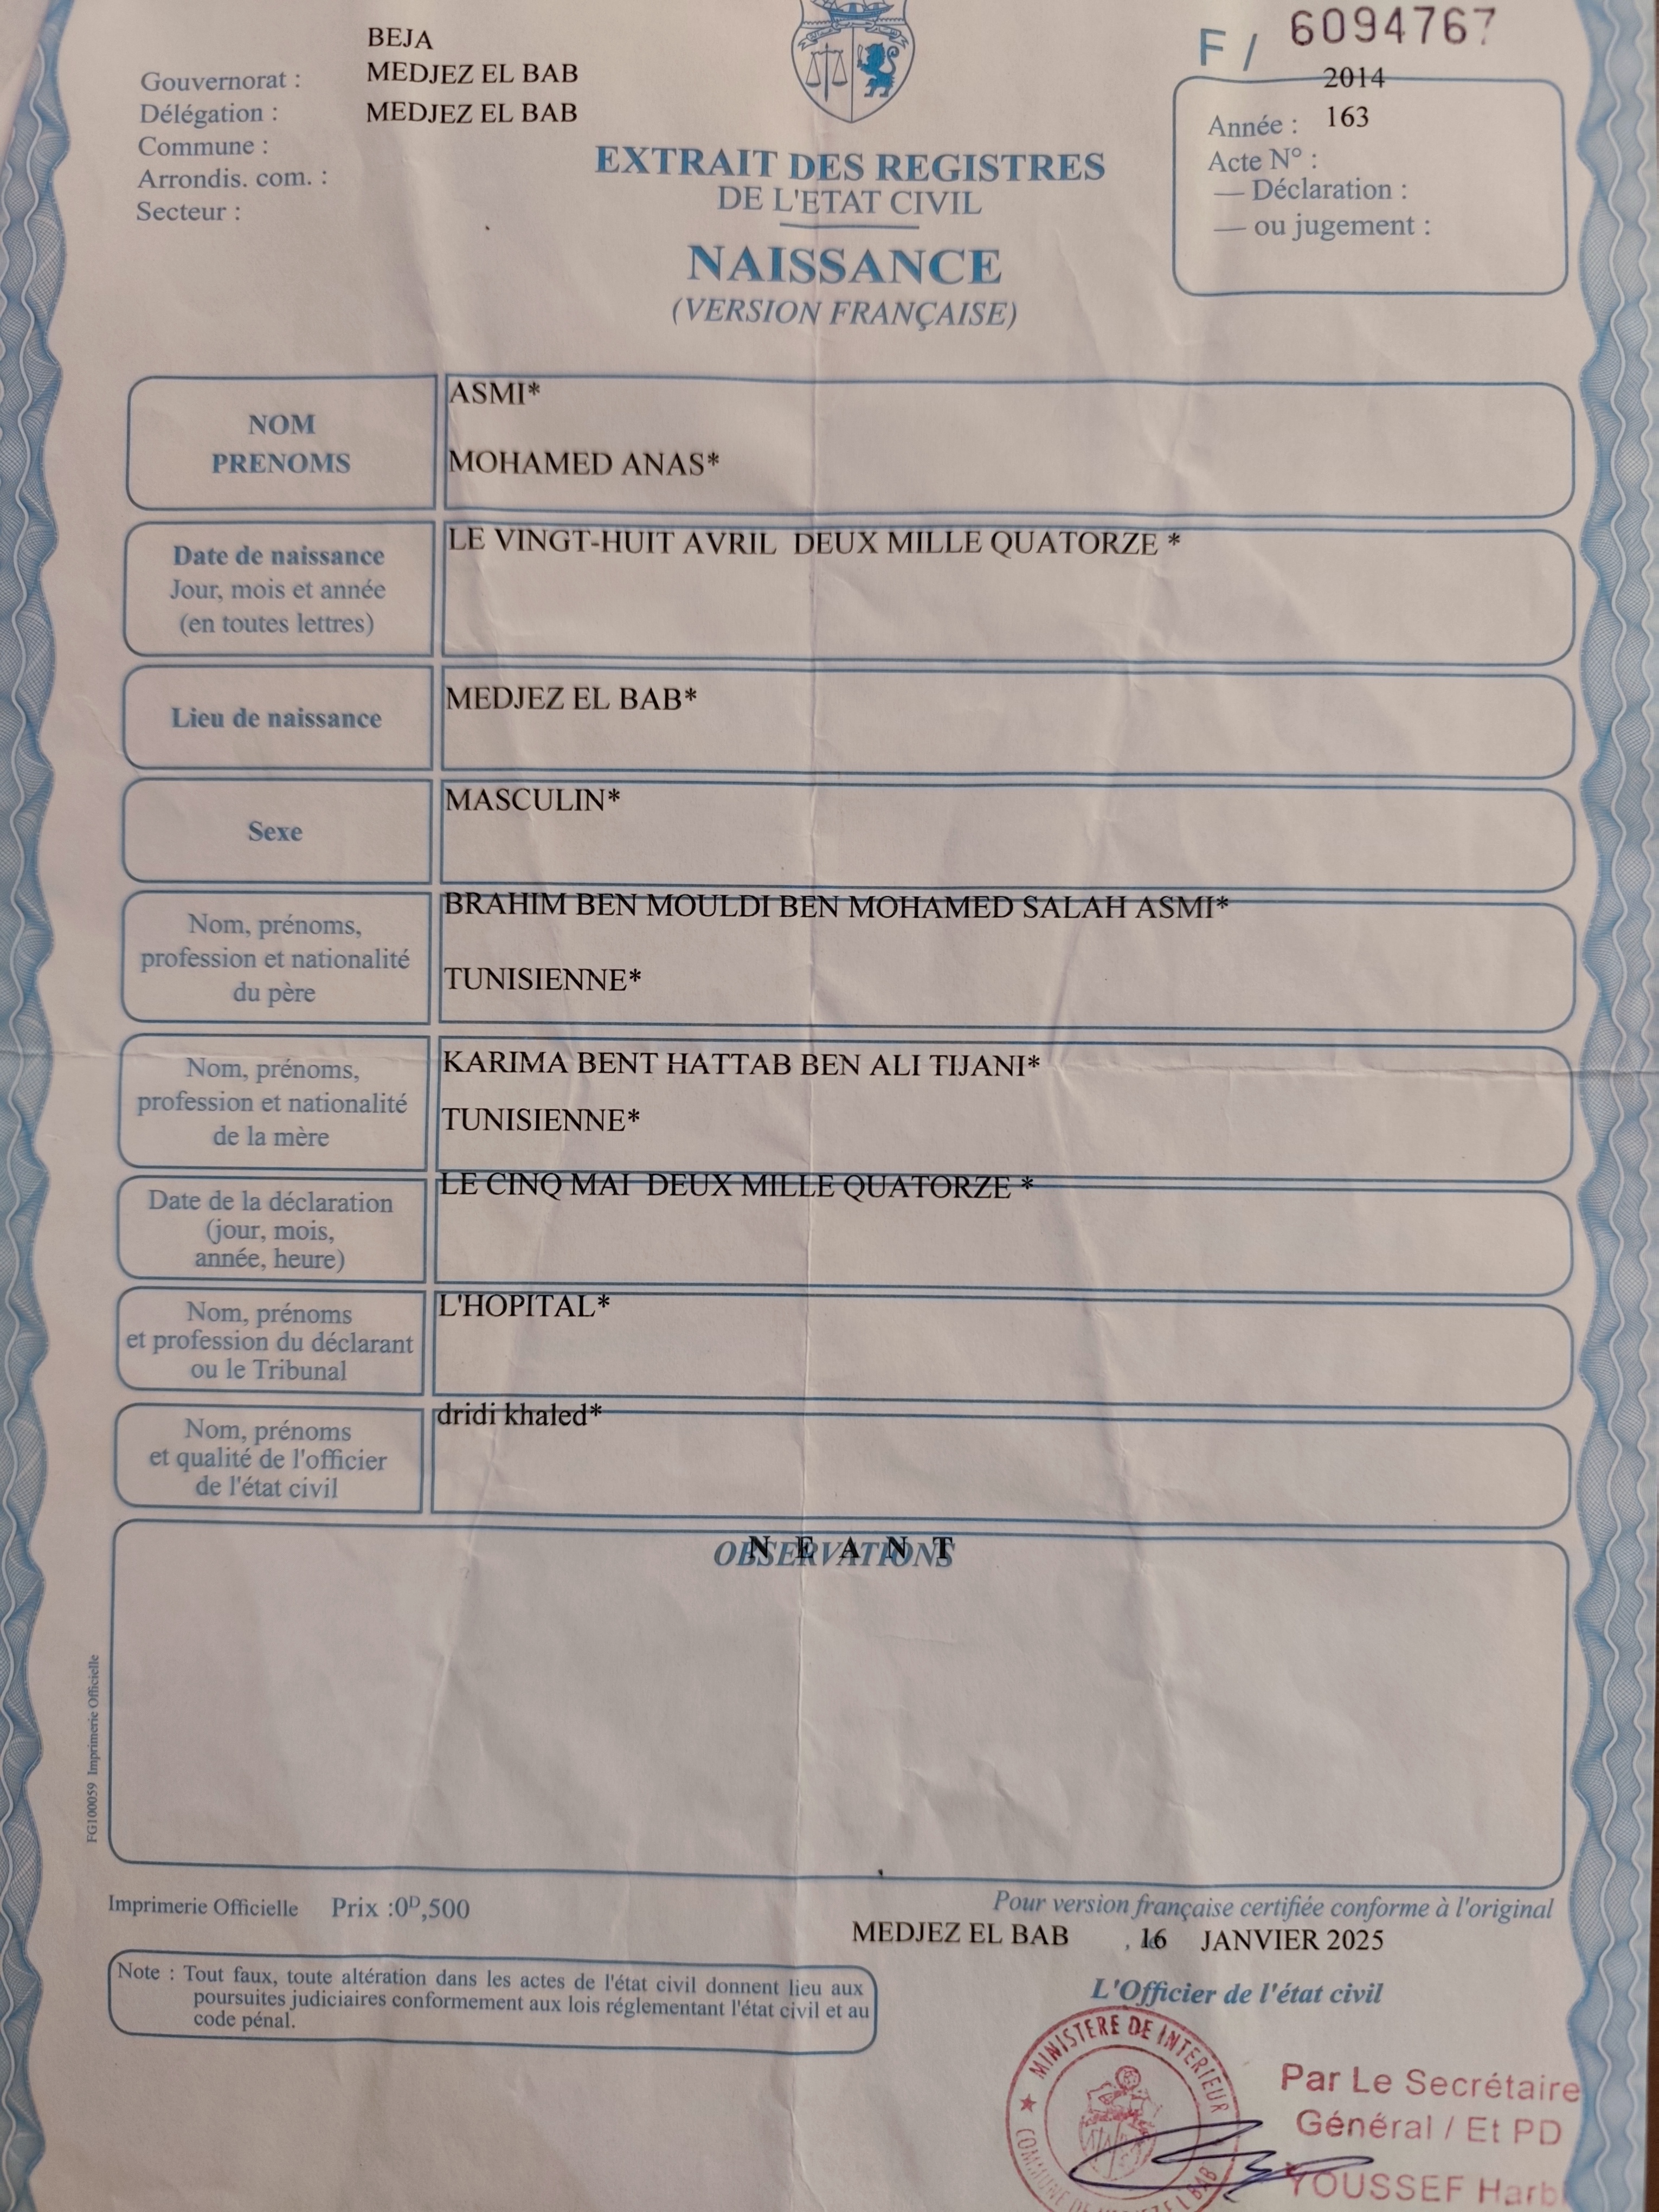 BEJA
MEDJEZ EL BAB
MEDJEZ EL BAB
Gouvernorat :
Délégation :
Commune :
Arrondis. com. :
Secteur :
F / 6094767
2014
Année : 163
Acte N° :
— Déclaration :
— ou jugement :
EXTRAIT DES REGISTRES
DE L'ETAT CIVIL
NAISSANCE
(VERSION FRANÇAISE)
NOM
PRENOMS
ASMI*
MOHAMED ANAS*
Date de naissance
Jour, mois et année
(en toutes lettres)
LE VINGT-HUIT AVRIL DEUX MILLE QUATORZE *
Lieu de naissance
MEDJEZ EL BAB*
Sexe
MASCULIN*
Nom, prénoms,
profession et nationalité
du père
BRAHIM BEN MOULDI BEN MOHAMED SALAH ASMI*
TUNISIENNE*
Nom, prénoms,
profession et nationalité
de la mère
KARIMA BENT HATTAB BEN ALI TIJANI*
TUNISIENNE*
Date de la déclaration
(jour, mois,
année, heure)
LE CINQ MAI DEUX MILLE QUATORZE *
Nom, prénoms
et profession du déclarant
ou le Tribunal
L'HOPITAL*
Nom, prénoms
et qualité de l'officier
de l'état civil
dridi khaled*
OBSERVATIONS
N E A N T
FG100059 Imprimerie Officielle
Imprimerie Officielle Prix :0ᴰ,500
Pour version française certifiée conforme à l'original
MEDJEZ EL BAB , 16 JANVIER 2025
Note : Tout faux, toute altération dans les actes de l'état civil donnent lieu aux
poursuites judiciaires conformement aux lois réglementant l'état civil et au
code pénal.
L'Officier de l'état civil
MINISTERE DE INTERIEUR
COMMUNE DE MEDJEZ EL BAB
Par Le Secrétaire
Général / Et PD
YOUSSEF Harb